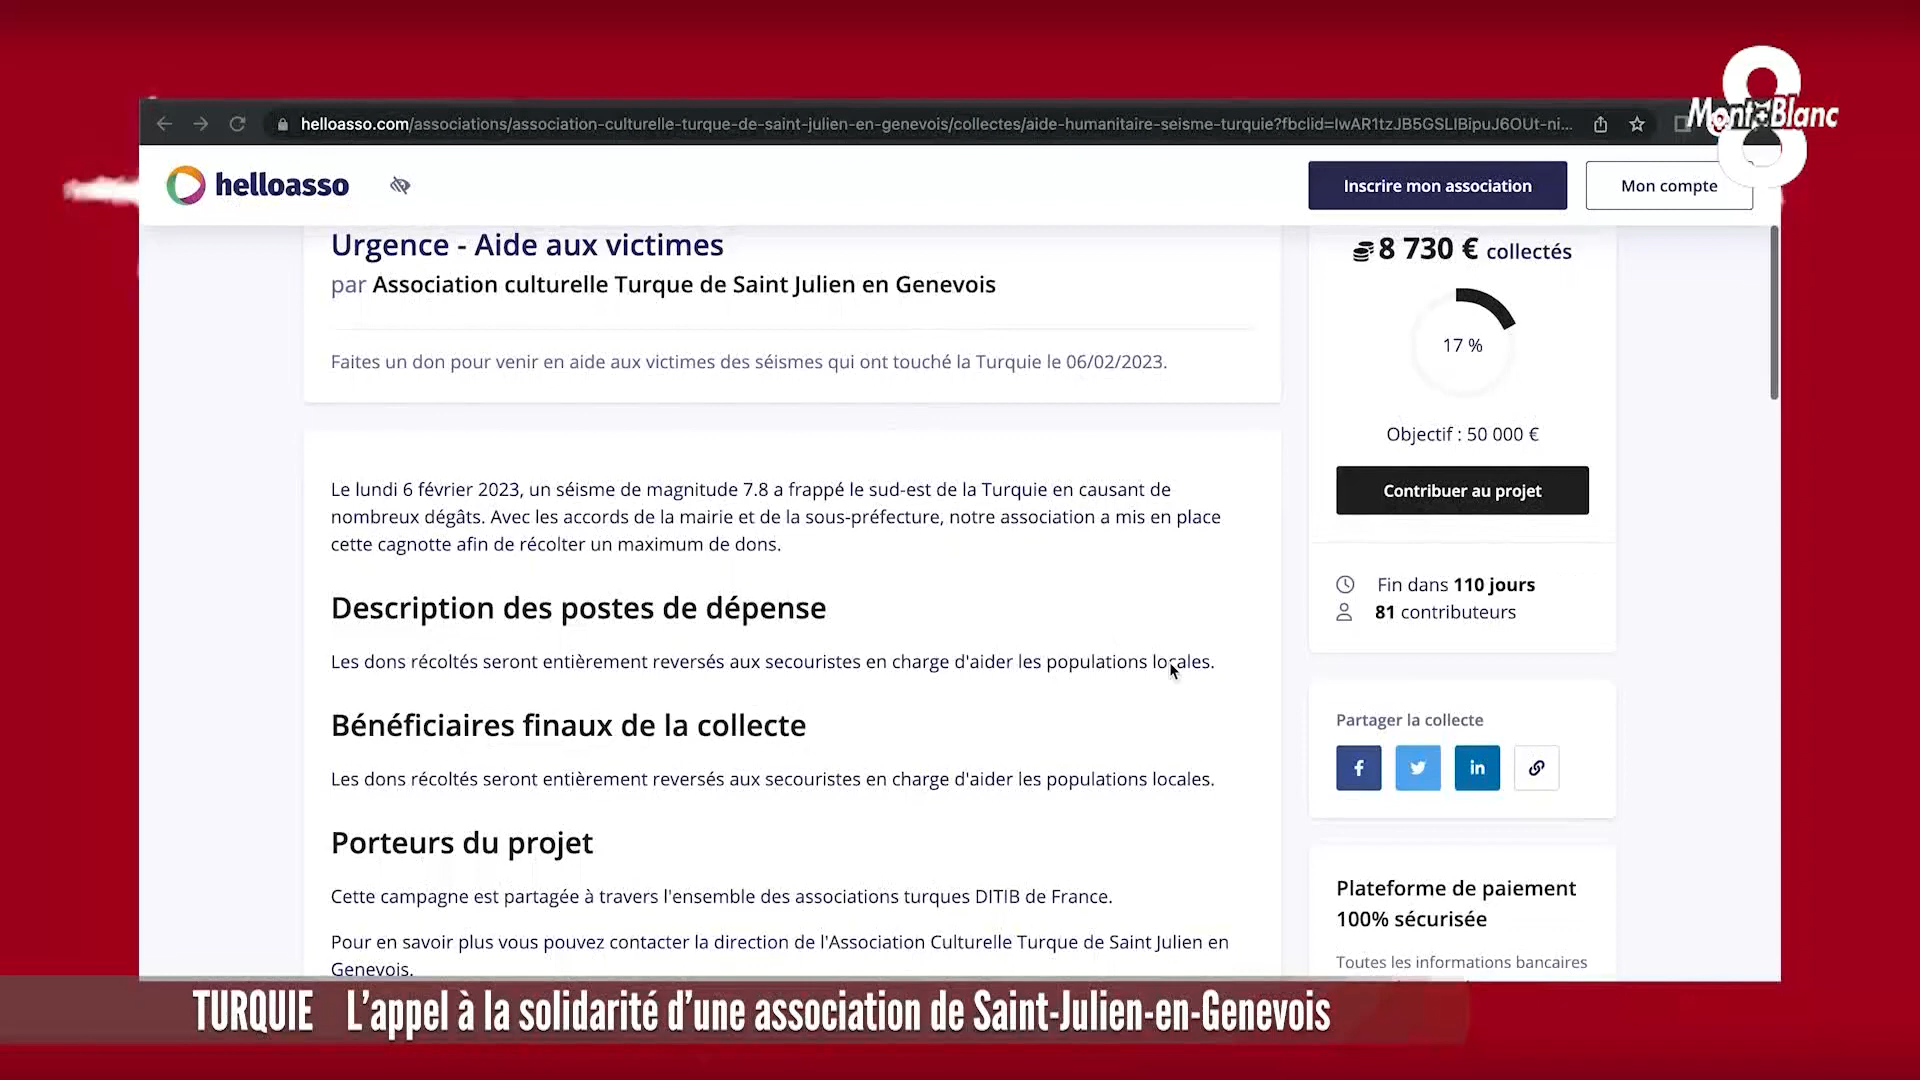 8
Mont Blanc
helloasso.com/associations/association-culturelle-turque-de-saint-julien-en-genevois/collectes/aide-humanitaire-seisme-turquie?fbclid=IwAR1tzJB5GSLIBipuJ6OUt-ni...
helloasso
Inscrire mon association
Mon compte
Urgence - Aide aux victimes
par Association culturelle Turque de Saint Julien en Genevois
Faites un don pour venir en aide aux victimes des séismes qui ont touché la Turquie le 06/02/2023.
Le lundi 6 février 2023, un séisme de magnitude 7.8 a frappé le sud-est de la Turquie en causant de
nombreux dégâts. Avec les accords de la mairie et de la sous-préfecture, notre association a mis en place
cette cagnotte afin de récolter un maximum de dons.
Description des postes de dépense
Les dons récoltés seront entièrement reversés aux secouristes en charge d'aider les populations locales.
Bénéficiaires finaux de la collecte
Les dons récoltés seront entièrement reversés aux secouristes en charge d'aider les populations locales.
Porteurs du projet
Cette campagne est partagée à travers l'ensemble des associations turques DITIB de France.
Pour en savoir plus vous pouvez contacter la direction de l'Association Culturelle Turque de Saint Julien en
Genevois.
8 730 € collectés
17 %
Objectif : 50 000 €
Contribuer au projet
Fin dans 110 jours
81 contributeurs
Partager la collecte
Plateforme de paiement
100% sécurisée
Toutes les informations bancaires
TURQUIE L'appel à la solidarité d'une association de Saint-Julien-en-Genevois